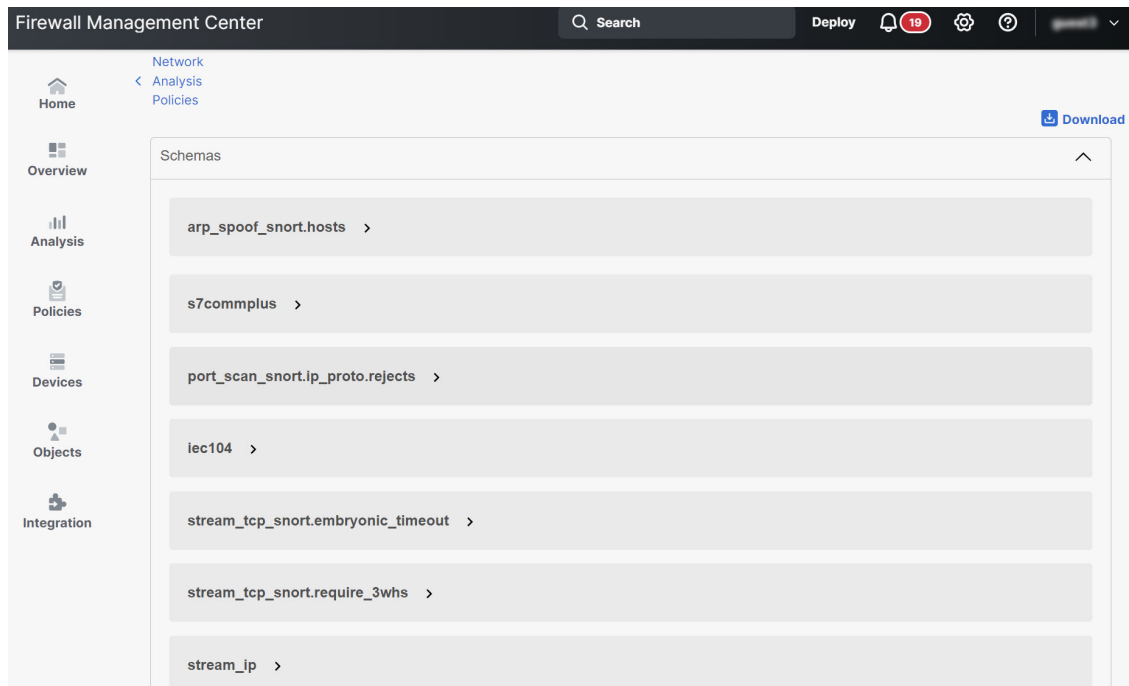 Firewall Management Center
Search
Deploy
19
Home
Overview
Analysis
Policies
Devices
Objects
Integration
Network
Analysis
Policies
Download
Schemas
arp_spoof_snort.hosts
s7commplus
port_scan_snort.ip_proto.rejects
iec104
stream_tcp_snort.embryonic_timeout
stream_tcp_snort.require_3whs
stream_ip